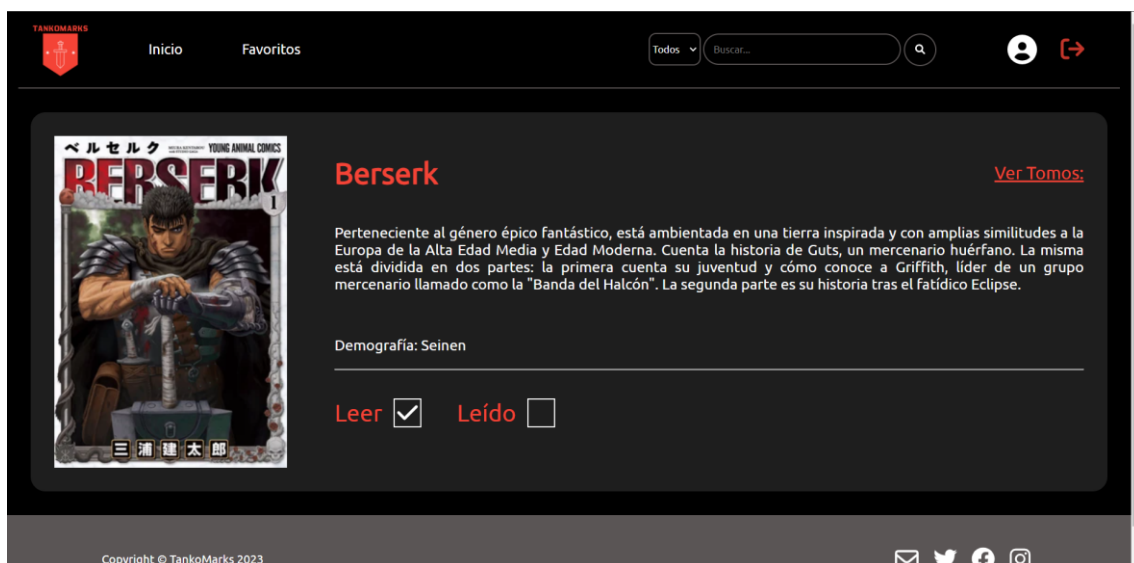 TANKOMARKS
Inicio Favoritos Todos Buscar...
ベルセルク YOUNG ANIMAL COMICS
BERSERK
1
三浦建太郎
Berserk Ver Tomos:
Perteneciente al género épico fantástico, está ambientada en una tierra inspirada y con amplias similitudes a la
Europa de la Alta Edad Media y Edad Moderna. Cuenta la historia de Guts, un mercenario huérfano. La misma
está dividida en dos partes: la primera cuenta su juventud y cómo conoce a Griffith, líder de un grupo
mercenario llamado como la "Banda del Halcón". La segunda parte es su historia tras el fatídico Eclipse.
Demografía: Seinen
Leer Leído
Copyright © TankoMarks 2023